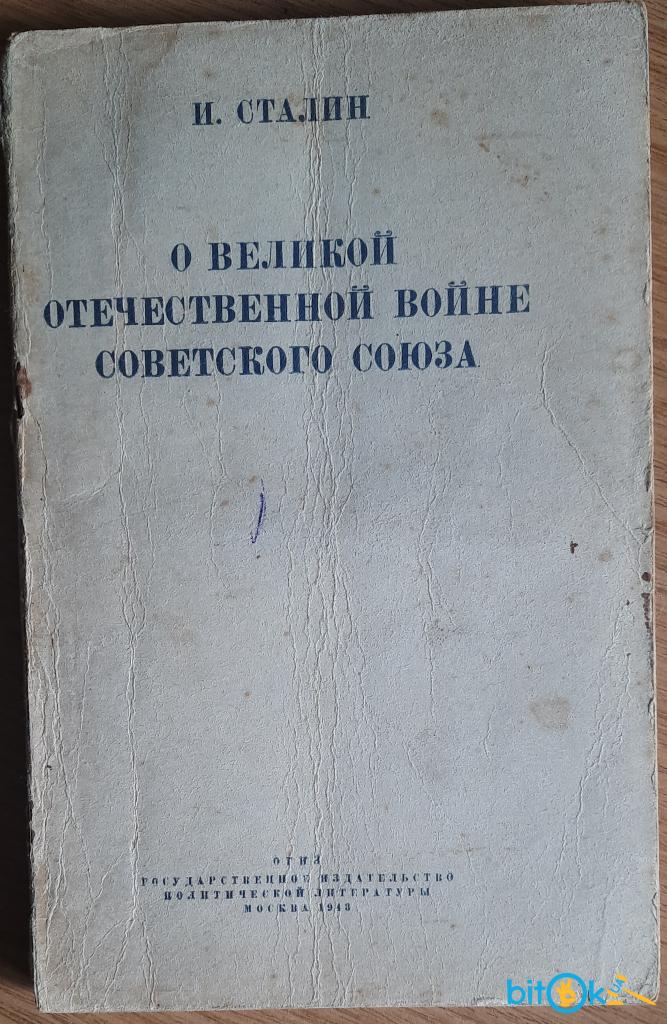 И. СТАЛИН
О ВЕЛИКОЙ
ОТЕЧЕСТВЕННОЙ ВОЙНЕ
СОВЕТСКОГО СОЮЗА
ОГИЗ
ГОСУДАРСТВЕННОЕ ИЗДАТЕЛЬСТВО
ПОЛИТИЧЕСКОЙ ЛИТЕРАТУРЫ
МОСКВА 1943
bitOk